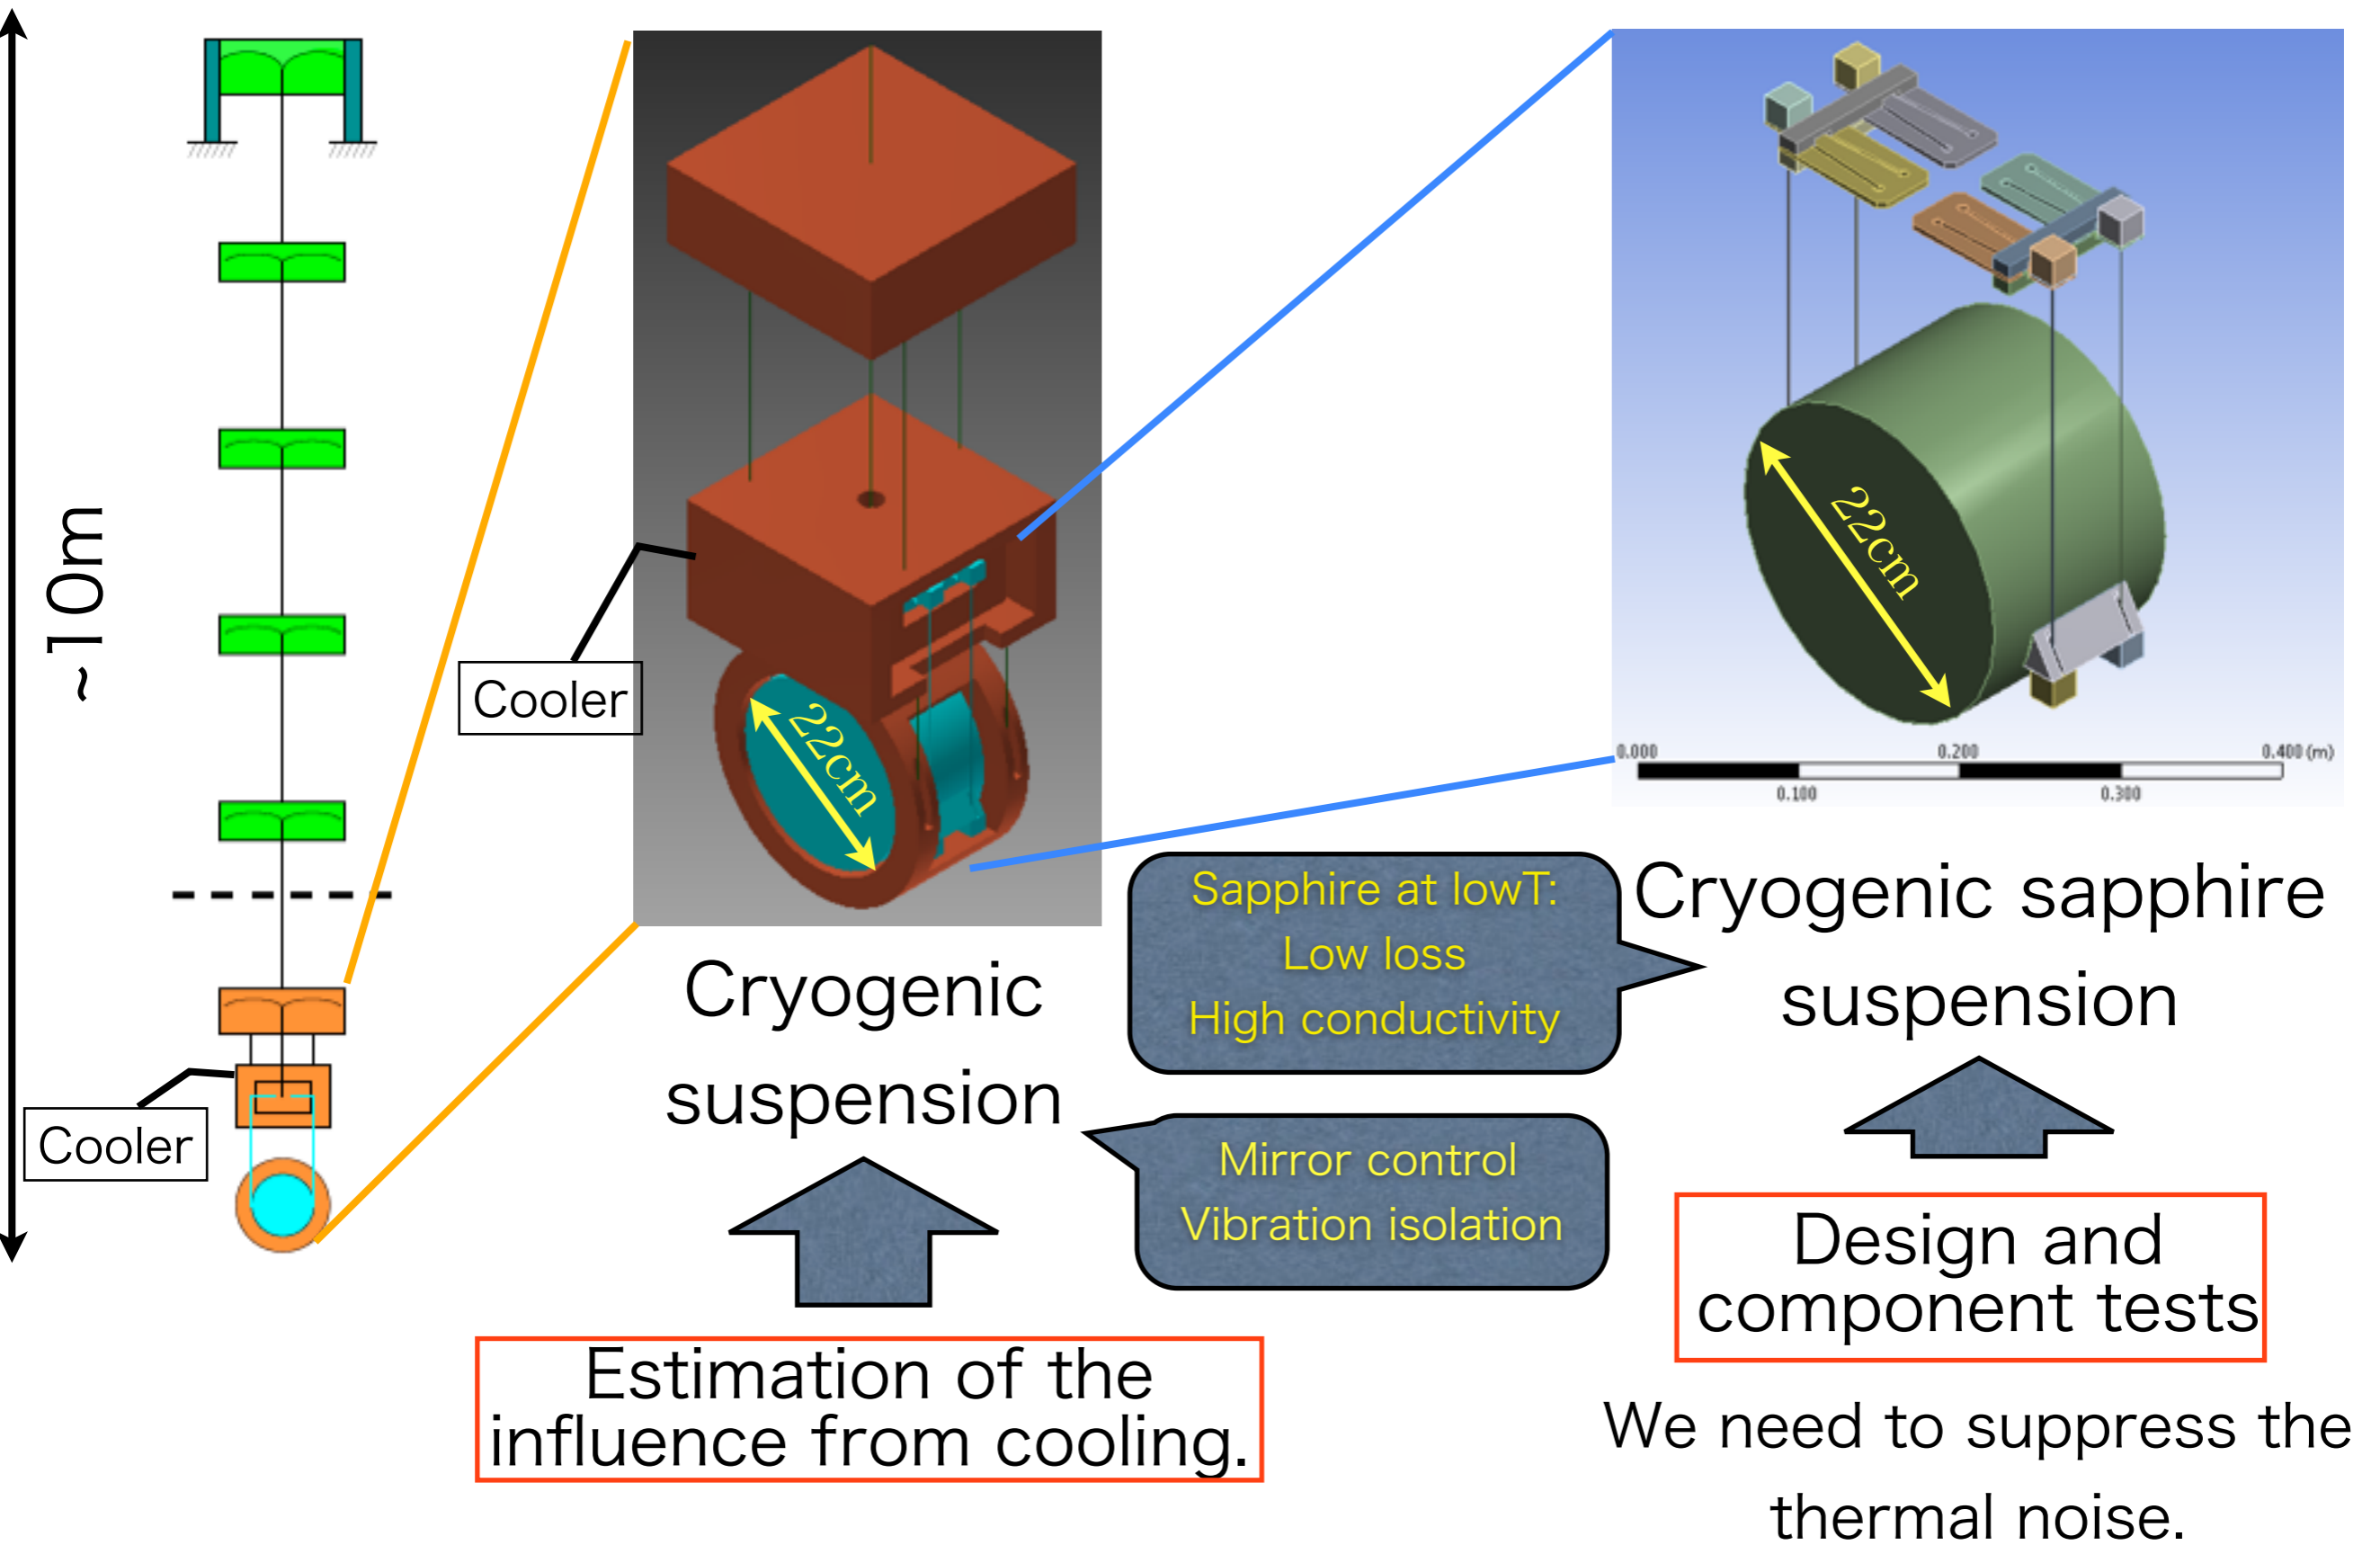 ~10m
Cooler
Cooler
22cm
Cryogenic
suspension
Estimation of the
influence from cooling.
Sapphire at lowT:
Low loss
High conductivity
Mirror control
Vibration isolation
22cm
0.000 0.200 0.400 (m)
0.100 0.300
Cryogenic sapphire
suspension
Design and
component tests
We need to suppress the
thermal noise.